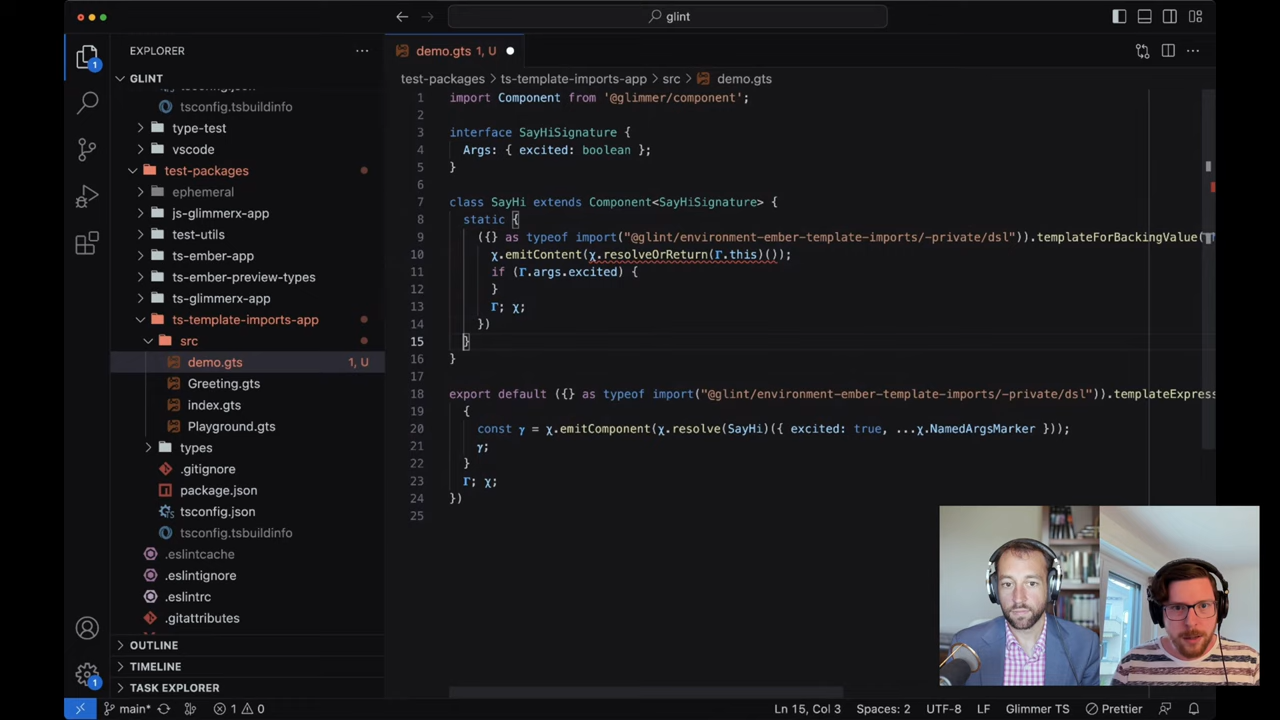 glint
EXPLORER
GLINT
tsconfig.tsbuildinfo
type-test
vscode
test-packages
ephemeral
js-glimmerx-app
test-utils
ts-ember-app
ts-ember-preview-types
ts-glimmerx-app
ts-template-imports-app
src
demo.gts 1, U
Greeting.gts
index.gts
Playground.gts
types
.gitignore
package.json
tsconfig.json
tsconfig.tsbuildinfo
.eslintcache
.eslintignore
.eslintrc
.gitattributes
OUTLINE
TIMELINE
TASK EXPLORER
1
1
demo.gts 1, U
test-packages > ts-template-imports-app > src > demo.gts
1 import Component from '@glimmer/component';
2
3 interface SayHiSignature {
4 Args: { excited: boolean };
5 }
6
7 class SayHi extends Component<SayHiSignature> {
8 static {
9 ({} as typeof import("@glint/environment-ember-template-imports/-private/dsl")).templateForBackingValue(
10 χ.emitContent(χ.resolveOrReturn(Γ.this)());
11 if (Γ.args.excited) {
12 }
13 Γ; χ;
14 })
15 }
16 }
17
18 export default ({} as typeof import("@glint/environment-ember-template-imports/-private/dsl")).templateExpress
19 {
20 const γ = χ.emitComponent(χ.resolve(SayHi)({ excited: true, ...χ.NamedArgsMarker }));
21 γ;
22 }
23 Γ; χ;
24 })
25
main* 1 0 Ln 15, Col 3 Spaces: 2 UTF-8 LF Glimmer TS Prettier